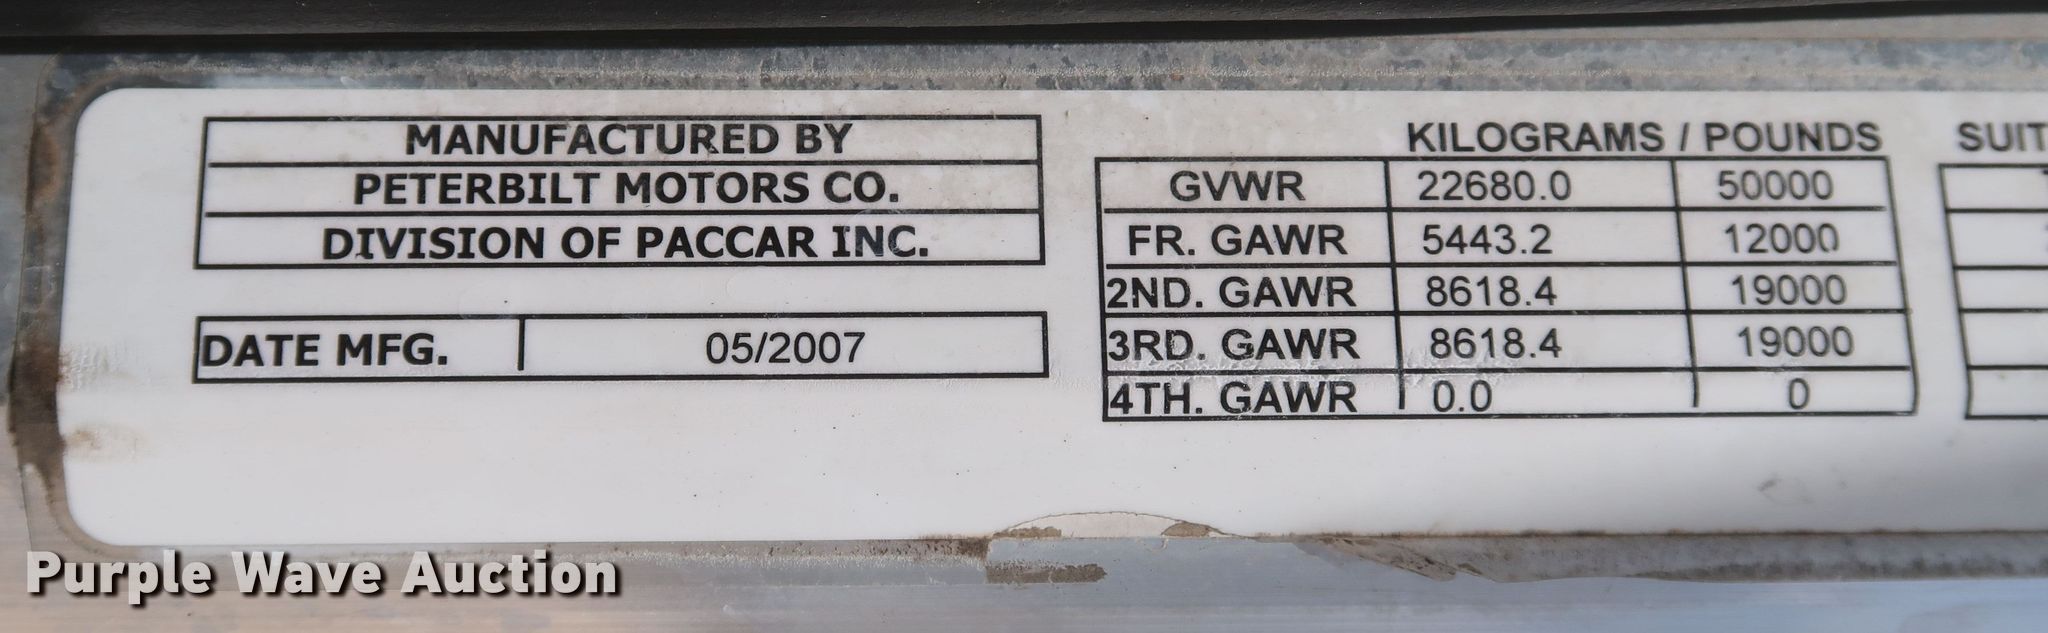 MANUFACTURED BY
PETERBILT MOTORS CO.
DIVISION OF PACCAR INC.
DATE MFG. 05/2007
KILOGRAMS / POUNDS
GVWR 22680.0 50000
FR. GAWR 5443.2 12000
2ND. GAWR 8618.4 19000
3RD. GAWR 8618.4 19000
4TH. GAWR 0.0 0
SUIT
Purple Wave Auction